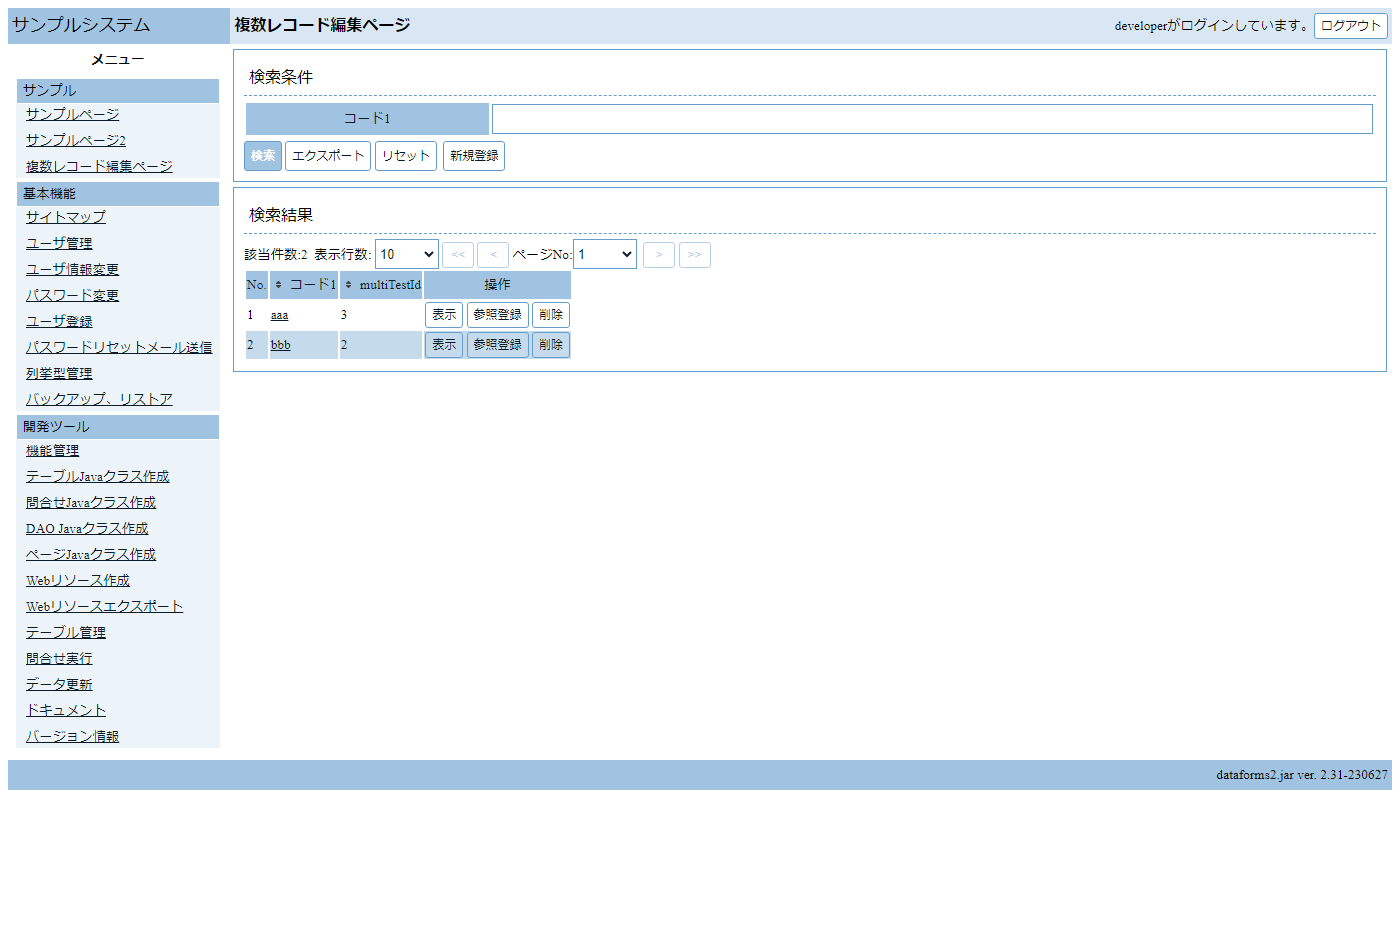 サンプルシステム
複数レコード編集ページ
developerがログインしています。 ログアウト
メニュー
サンプル
サンプルページ
サンプルページ2
複数レコード編集ページ
基本機能
サイトマップ
ユーザ管理
ユーザ情報変更
パスワード変更
ユーザ登録
パスワードリセットメール送信
列挙型管理
バックアップ、リストア
開発ツール
機能管理
テーブルJavaクラス作成
問合せJavaクラス作成
DAO Javaクラス作成
ページJavaクラス作成
Webリソース作成
Webリソースエクスポート
テーブル管理
問合せ実行
データ更新
ドキュメント
バージョン情報
検索条件
コード1
検索 エクスポート リセット 新規登録
検索結果
該当件数:2 表示行数: 10 << < ページNo: 1 > >>
No. コード1 multiTestId 操作
1 aaa 3 表示 参照登録 削除
2 bbb 2 表示 参照登録 削除
dataforms2.jar ver. 2.31-230627